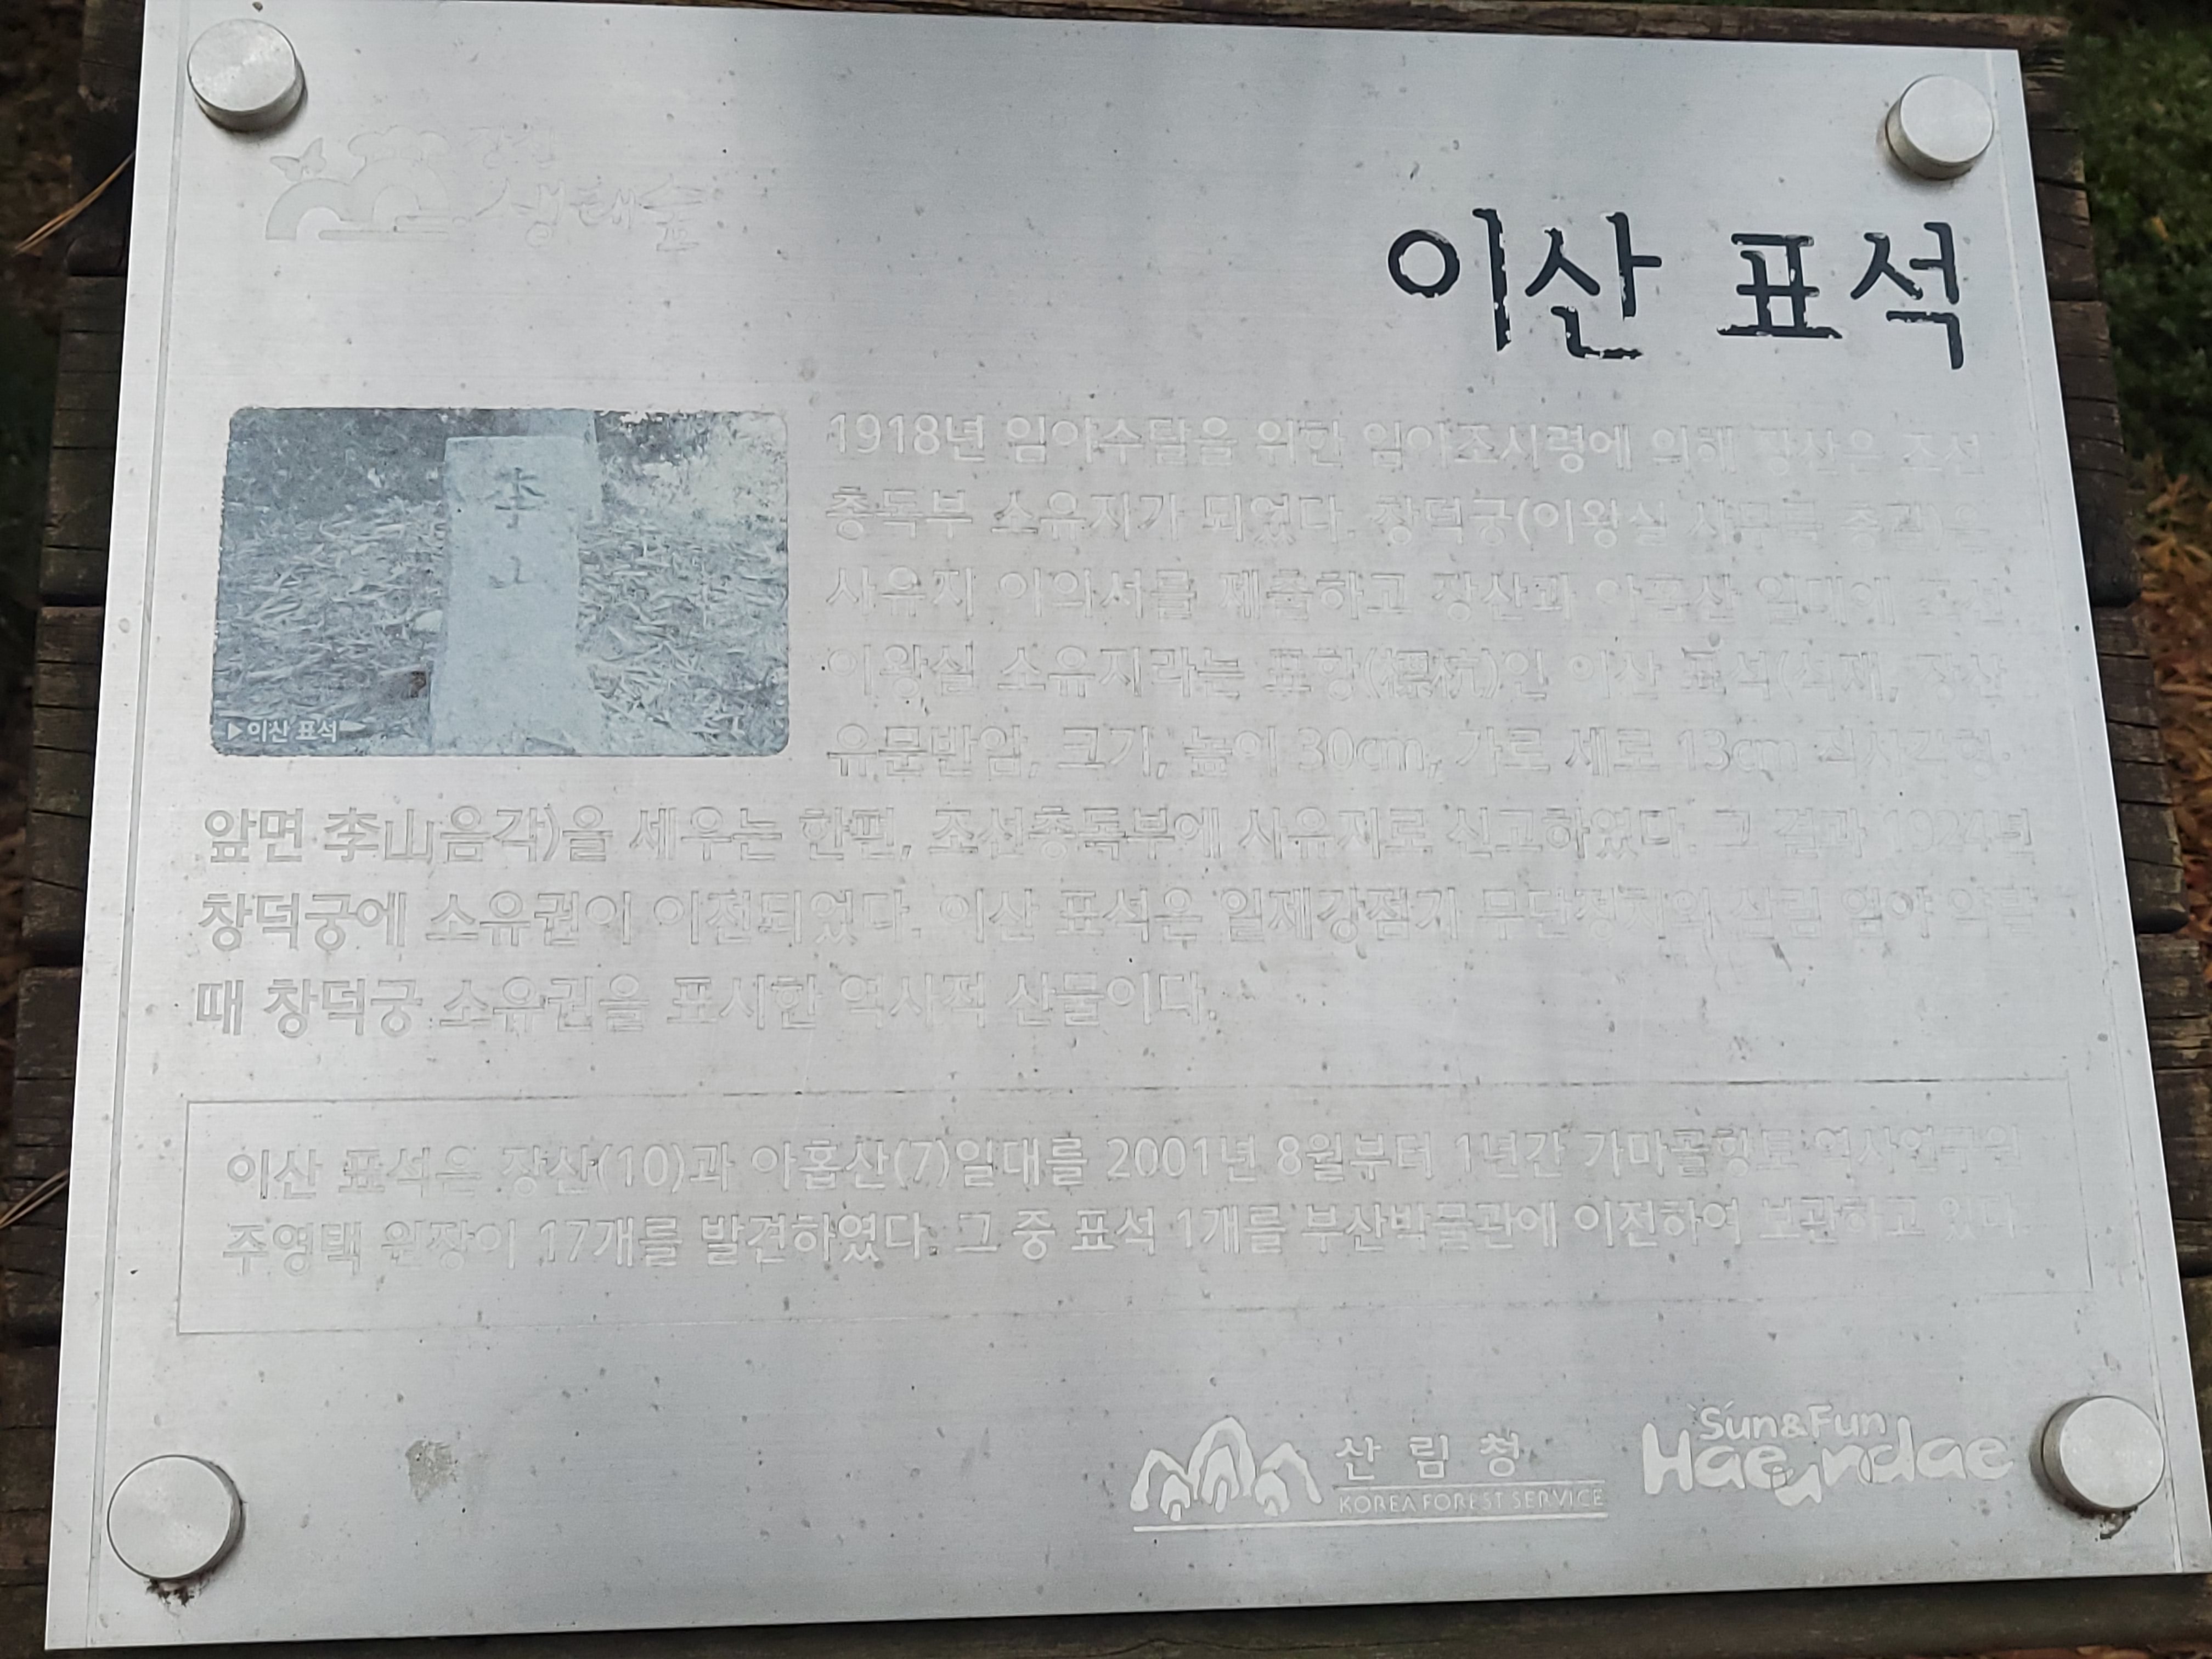 장산
생태숲
이산 표석
1918년 임야수탈을 위한 임야조사령에 의해 장산은 조선
총독부 소유지가 되었다. 창덕궁(이왕실 사무를 총괄)은
사유지 이의서를 제출하고 장산과 아홉산 일대에 조선
이왕실 소유지라는 표항(標杭)인 이산 표석(석재, 장산
유문반암, 크기, 높이 30cm, 가로 세로 13cm 직사각형.
앞면 李山음각)을 세우는 한편, 조선총독부에 사유지로 신고하였다. 그 결과 1924년
창덕궁에 소유권이 이전되었다. 이산 표석은 일제강점기 무단정치와 산림 임야
때 창덕궁 소유권을 표시한 역사적 산물이다.
李
山
▶이산 표석
이산 표석은 장산(10)과 아홉산(7)일대를 2001년 8월부터 1년간 가마골향토 역사연구원
주영택 원장이 17개를 발견하였다. 그 중 표석 1개를 부산박물관에 이전하여 보관하고 있다.
산림청
KOREA FOREST SERVICE
Sun&Fun
Haeundae